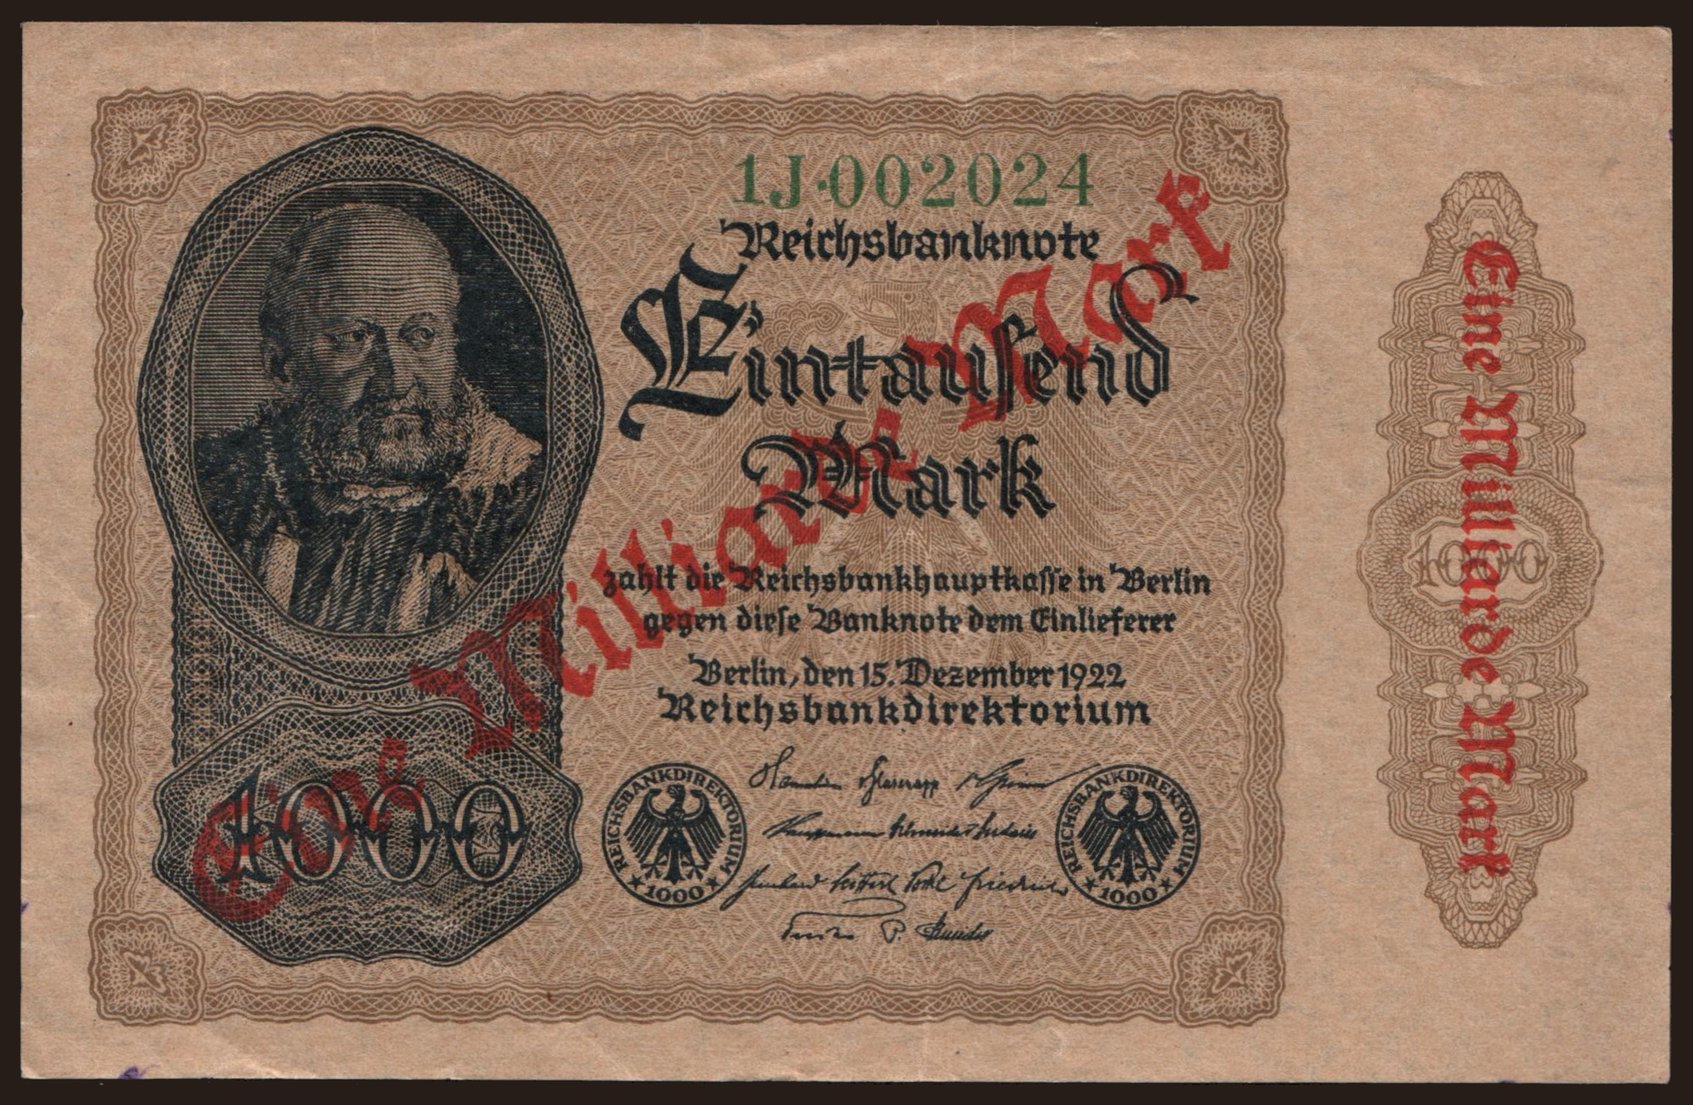 1J·002024
Reichsbanknote
Eintauſend
Mark
zahlt die Reichsbankhauptkaſſe in Berlin
gegen dieſe Banknote dem Einlieferer
Berlin, den 15. Dezember 1922
Reichsbankdirektorium
Eine Milliarde Mark
1000
REICHSBANKDIREKTORIUM
★1000★
REICHSBANKDIREKTORIUM
★1000★
Eine Milliarde Mark
1000